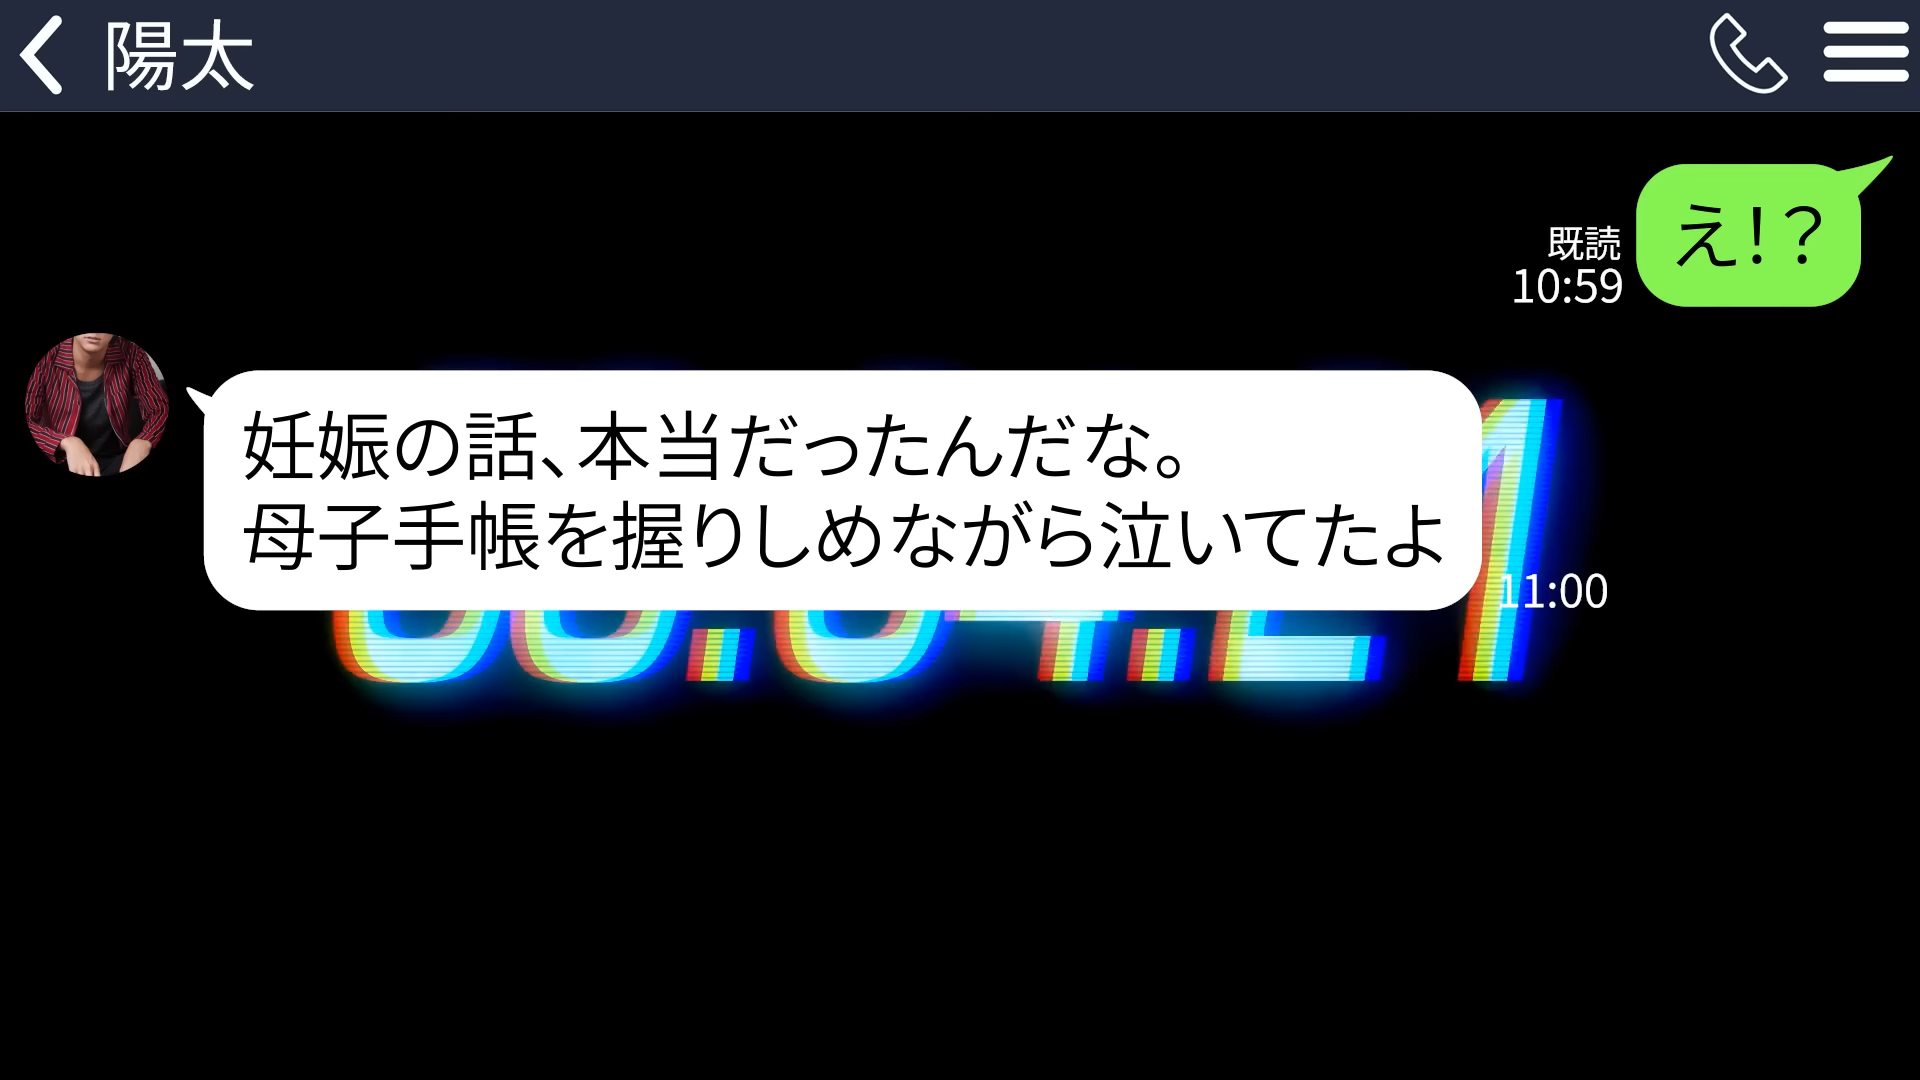 陽太
え!？
既読
10:59
妊娠の話、本当だったんだな。
母子手帳を握りしめながら泣いてたよ
11:00